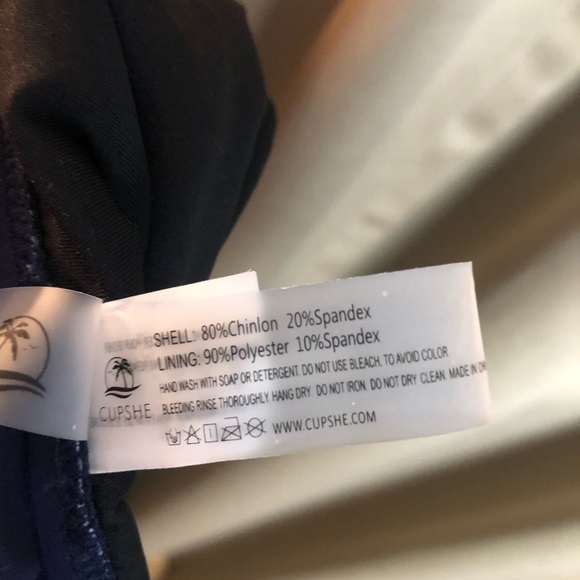 SHELL: 80%Chinlon 20%Spandex
LINING: 90%Polyester 10%Spandex
HAND WASH WITH SOAP OR DETERGENT. DO NOT USE BLEACH. TO AVOID COLOR
BLEEDING RINSE THOROUGHLY. HANG DRY DO NOT IRON DO NOT DRY CLEAN. MADE IN
CUPSHE
WWW.CUPSHE.COM